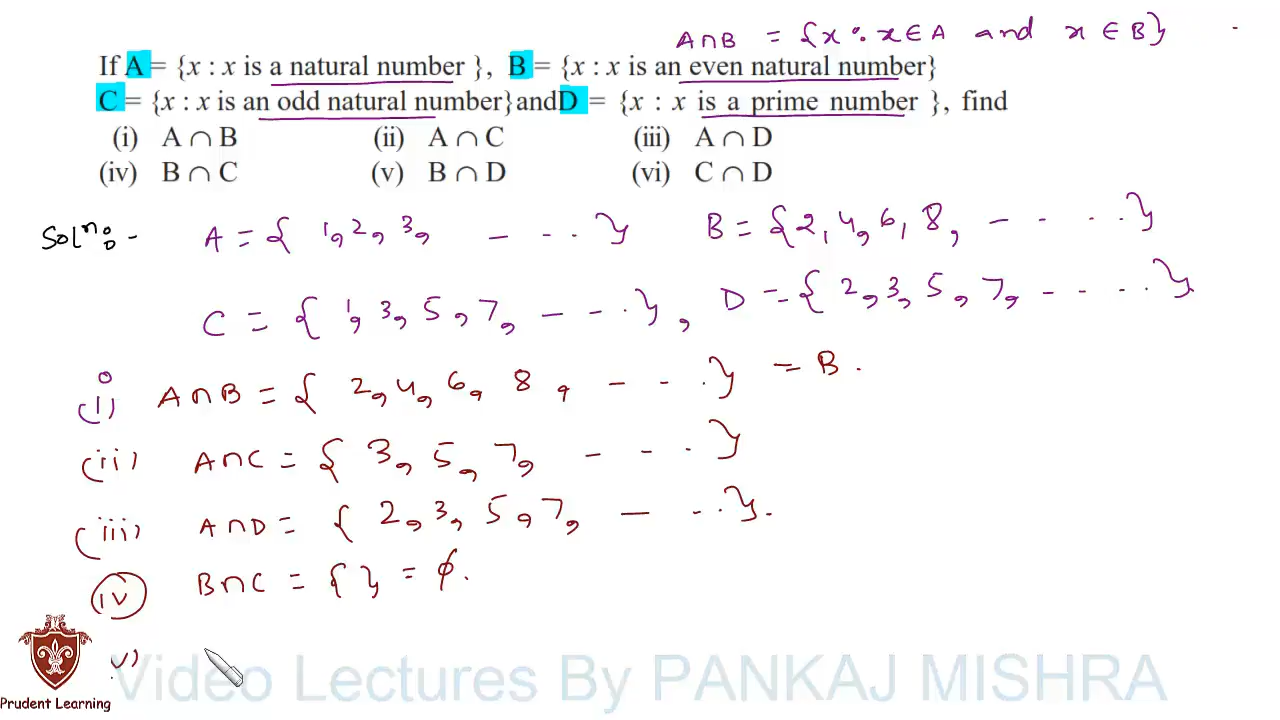 A∩B = {x : x ∈ A and x ∈ B}
If A = {x : x is a natural number }, B = {x : x is an even natural number}
C = {x : x is an odd natural number}andD = {x : x is a prime number }, find
(i) A ∩ B (ii) A ∩ C (iii) A ∩ D
(iv) B ∩ C (v) B ∩ D (vi) C ∩ D
Solⁿ:- A = { 1, 2, 3, - - .. } B = {2, 4, 6, 8, - - . ..}
C = { 1, 3, 5, 7, - - . . }, D = { 2, 3, 5, 7, - - . .. }
(i) A∩B = { 2, 4, 6, 8, - - . .. } = B.
(ii) A∩C = { 3, 5, 7, - - . .. }
(iii) A∩D = { 2, 3, 5, 7, - . .. }.
(iv) B∩C = { } = ϕ.
v)
Video Lectures By PANKAJ MISHRA
Prudent Learning